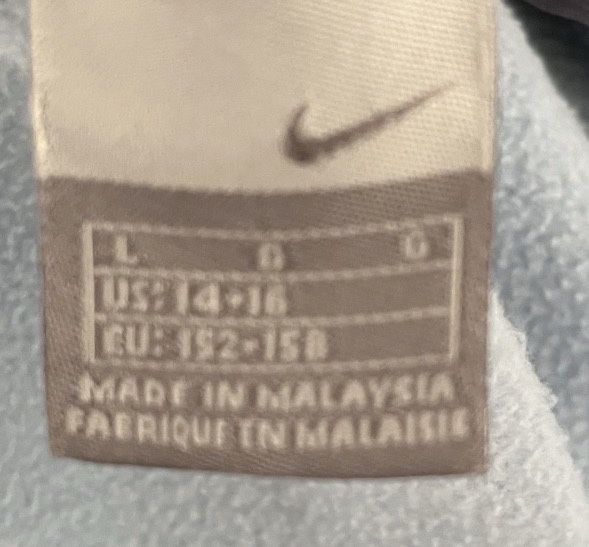 L G G
US: 14-16
EU: 152-158
MADE IN MALAYSIA
FABRIQUE EN MALAISIE